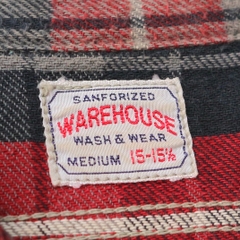 SANFORIZED
WAREHOUSE
WASH & WEAR
MEDIUM 15-15½